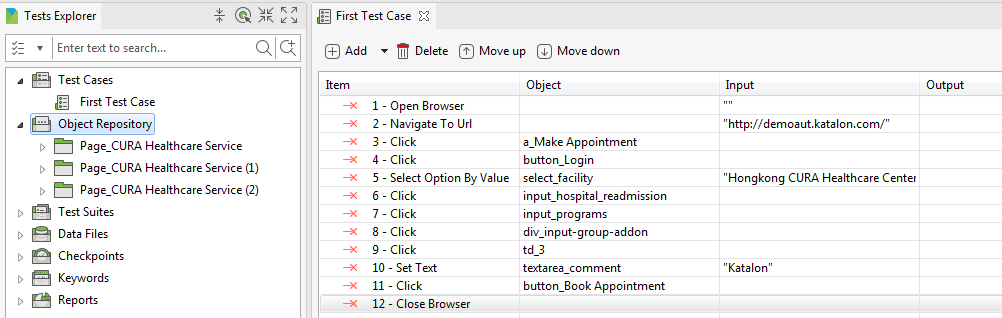 Tests Explorer
Enter text to search...
Test Cases
First Test Case
Object Repository
Page_CURA Healthcare Service
Page_CURA Healthcare Service (1)
Page_CURA Healthcare Service (2)
Test Suites
Data Files
Checkpoints
Keywords
Reports
First Test Case
Add Delete Move up Move down
Item Object Input Output
1 - Open Browser ""
2 - Navigate To Url "http://demoaut.katalon.com/"
3 - Click a_Make Appointment
4 - Click button_Login
5 - Select Option By Value select_facility "Hongkong CURA Healthcare Center
6 - Click input_hospital_readmission
7 - Click input_programs
8 - Click div_input-group-addon
9 - Click td_3
10 - Set Text textarea_comment "Katalon"
11 - Click button_Book Appointment
12 - Close Browser